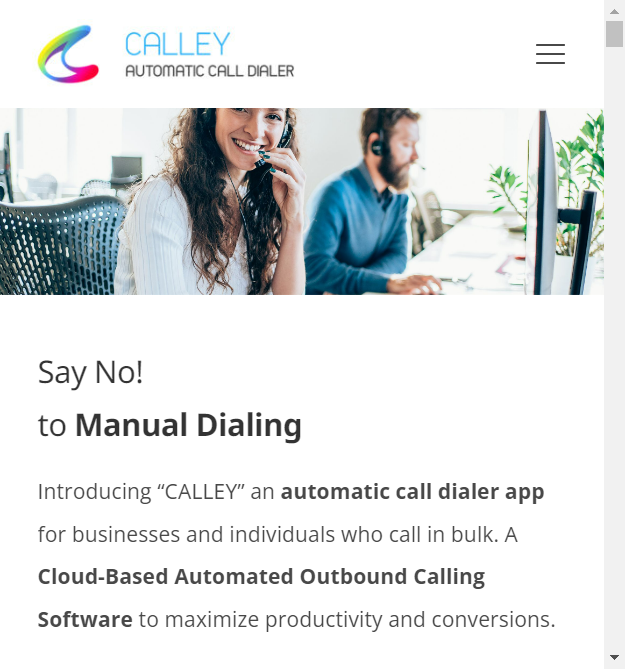 CALLEY
AUTOMATIC CALL DIALER
Say No!
to Manual Dialing
Introducing “CALLEY” an automatic call dialer app
for businesses and individuals who call in bulk. A
Cloud-Based Automated Outbound Calling
Software to maximize productivity and conversions.